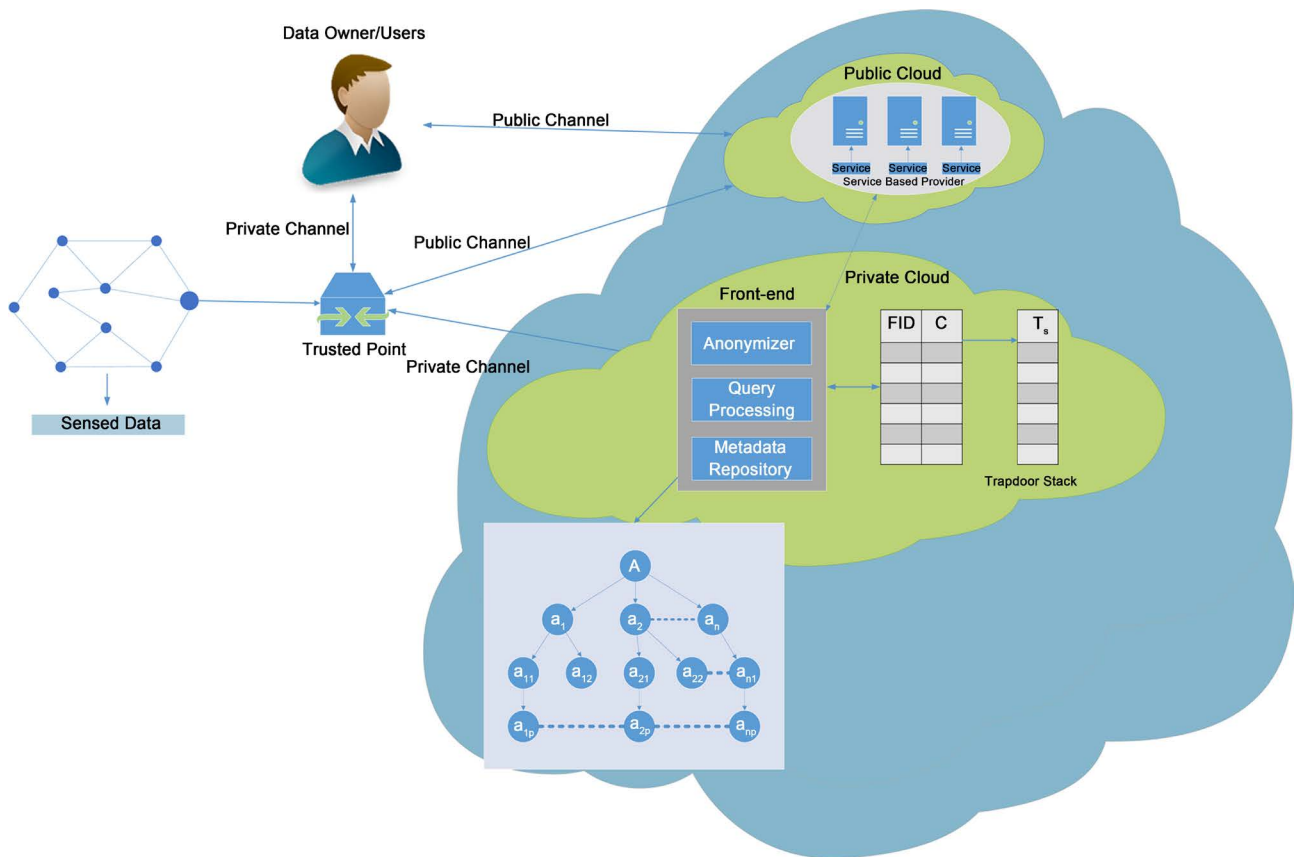 Data Owner/Users
Public Cloud
Public Channel
Service Service Service
Service Based Provider
Private Channel
Public Channel
Private Cloud
Front-end
Trusted Point
Private Channel
Anonymizer
Query
Processing
Metadata
Repository
FID C
Ts
Trapdoor Stack
Sensed Data
A
a1 a2 an
a11 a12 a21 a22 an1
a1p a2p anp